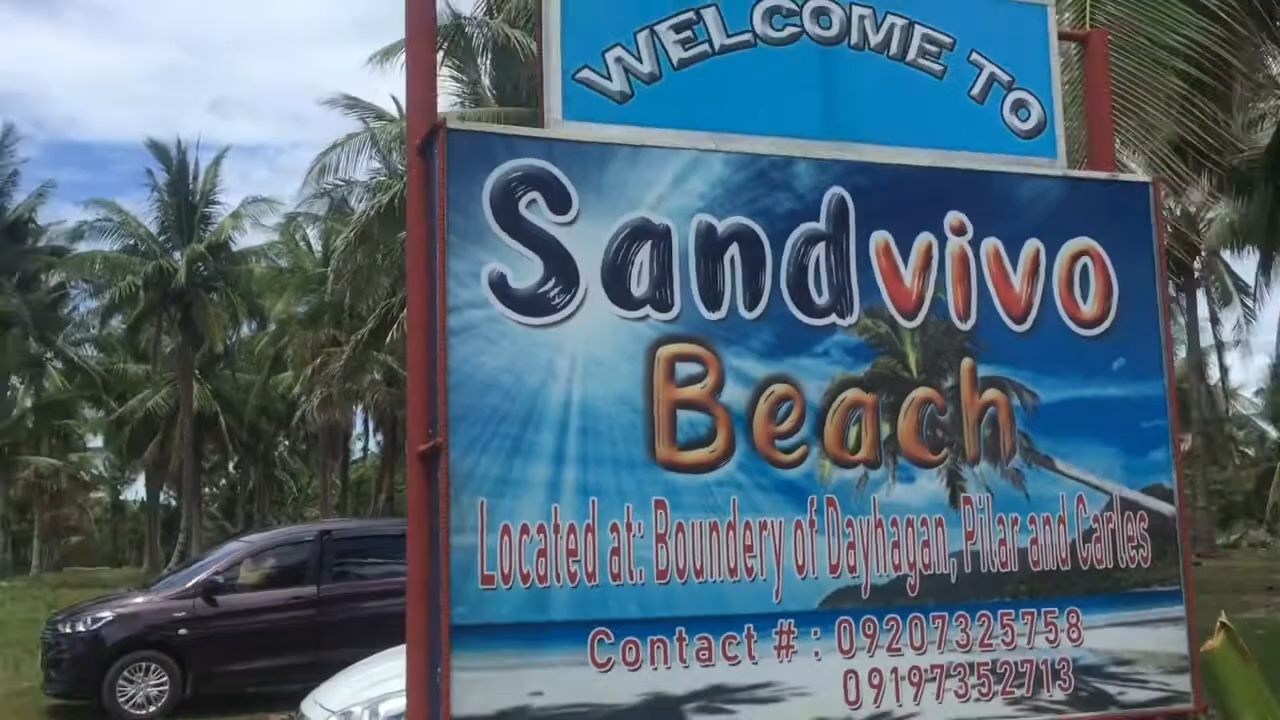 WELCOME TO
Sandvivo
Beach
Located at: Boundery of Dayhagan, Pilar and Carles
Contact # : 09207325758
09197352713